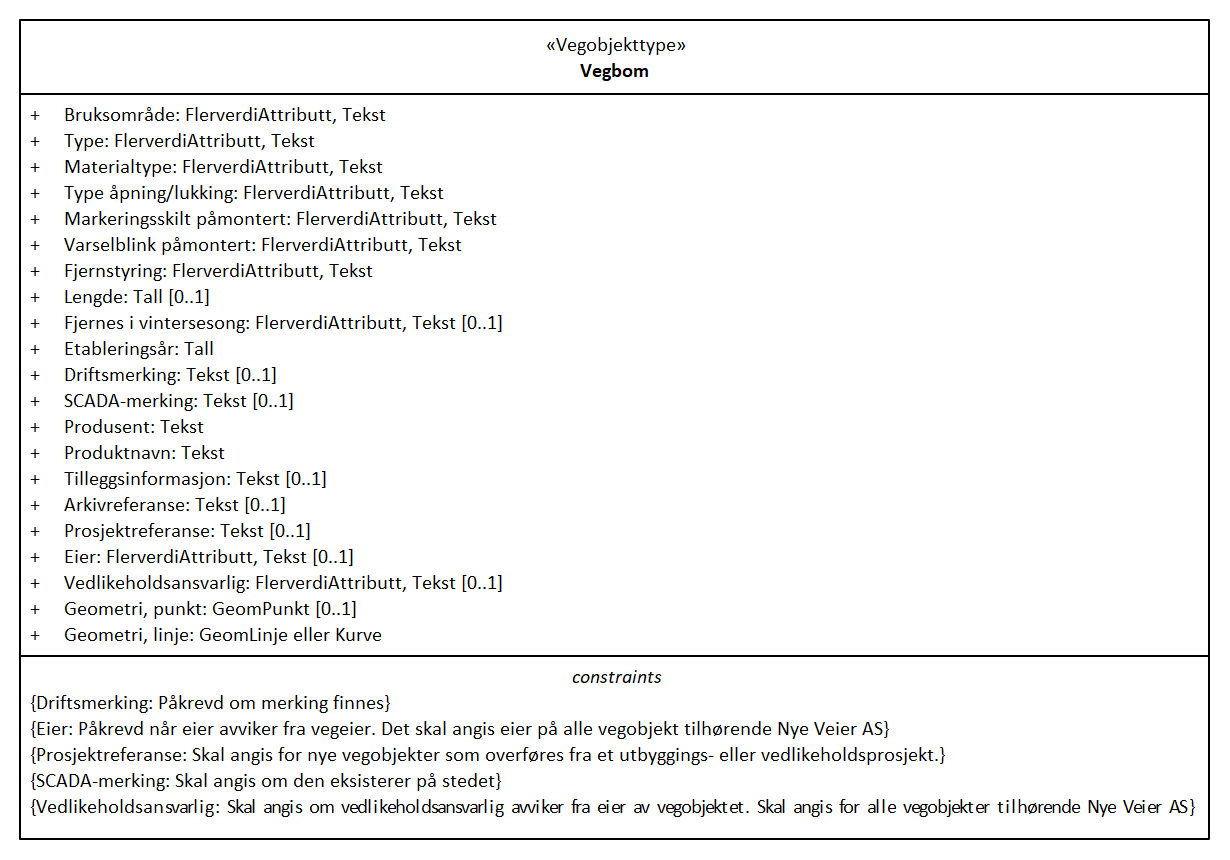 «Vegobjekttype»
Vegbom
+ Bruksområde: FlerverdiAttributt, Tekst
+ Type: FlerverdiAttributt, Tekst
+ Materialtype: FlerverdiAttributt, Tekst
+ Type åpning/lukking: FlerverdiAttributt, Tekst
+ Markeringsskilt påmontert: FlerverdiAttributt, Tekst
+ Varselblink påmontert: FlerverdiAttributt, Tekst
+ Fjernstyring: FlerverdiAttributt, Tekst
+ Lengde: Tall [0..1]
+ Fjernes i vintersesong: FlerverdiAttributt, Tekst [0..1]
+ Etableringsår: Tall
+ Driftsmerking: Tekst [0..1]
+ SCADA-merking: Tekst [0..1]
+ Produsent: Tekst
+ Produktnavn: Tekst
+ Tilleggsinformasjon: Tekst [0..1]
+ Arkivreferanse: Tekst [0..1]
+ Prosjektreferanse: Tekst [0..1]
+ Eier: FlerverdiAttributt, Tekst [0..1]
+ Vedlikeholdsansvarlig: FlerverdiAttributt, Tekst [0..1]
+ Geometri, punkt: GeomPunkt [0..1]
+ Geometri, linje: GeomLinje eller Kurve
constraints
{Driftsmerking: Påkrevd om merking finnes}
{Eier: Påkrevd når eier avviker fra vegeier. Det skal angis eier på alle vegobjekt tilhørende Nye Veier AS}
{Prosjektreferanse: Skal angis for nye vegobjekter som overføres fra et utbyggings- eller vedlikeholdsprosjekt.}
{SCADA-merking: Skal angis om den eksisterer på stedet}
{Vedlikeholdsansvarlig: Skal angis om vedlikeholdsansvarlig avviker fra eier av vegobjektet. Skal angis for alle vegobjekter tilhørende Nye Veier AS}